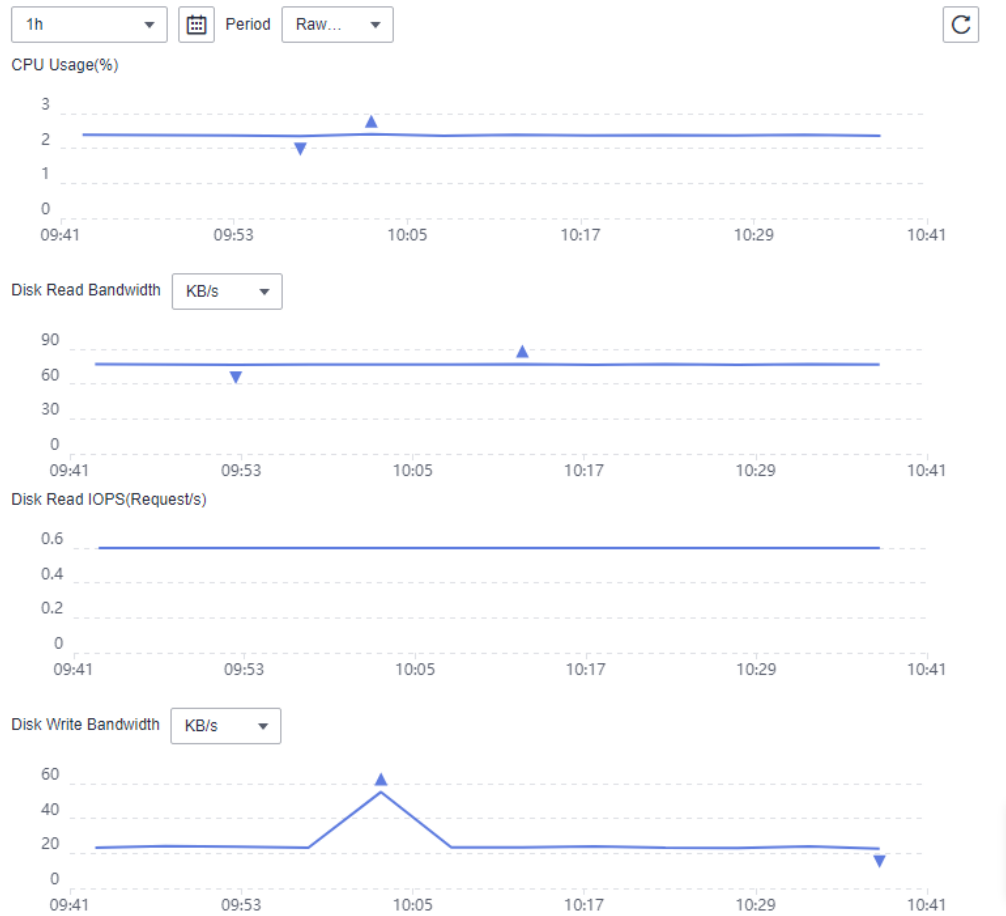 1h Period Raw...
CPU Usage(%)
3
2
1
0
09:41 09:53 10:05 10:17 10:29 10:41
Disk Read Bandwidth KB/s
90
60
30
0
09:41 09:53 10:05 10:17 10:29 10:41
Disk Read IOPS(Request/s)
0.6
0.4
0.2
0
09:41 09:53 10:05 10:17 10:29 10:41
Disk Write Bandwidth KB/s
60
40
20
0
09:41 09:53 10:05 10:17 10:29 10:41